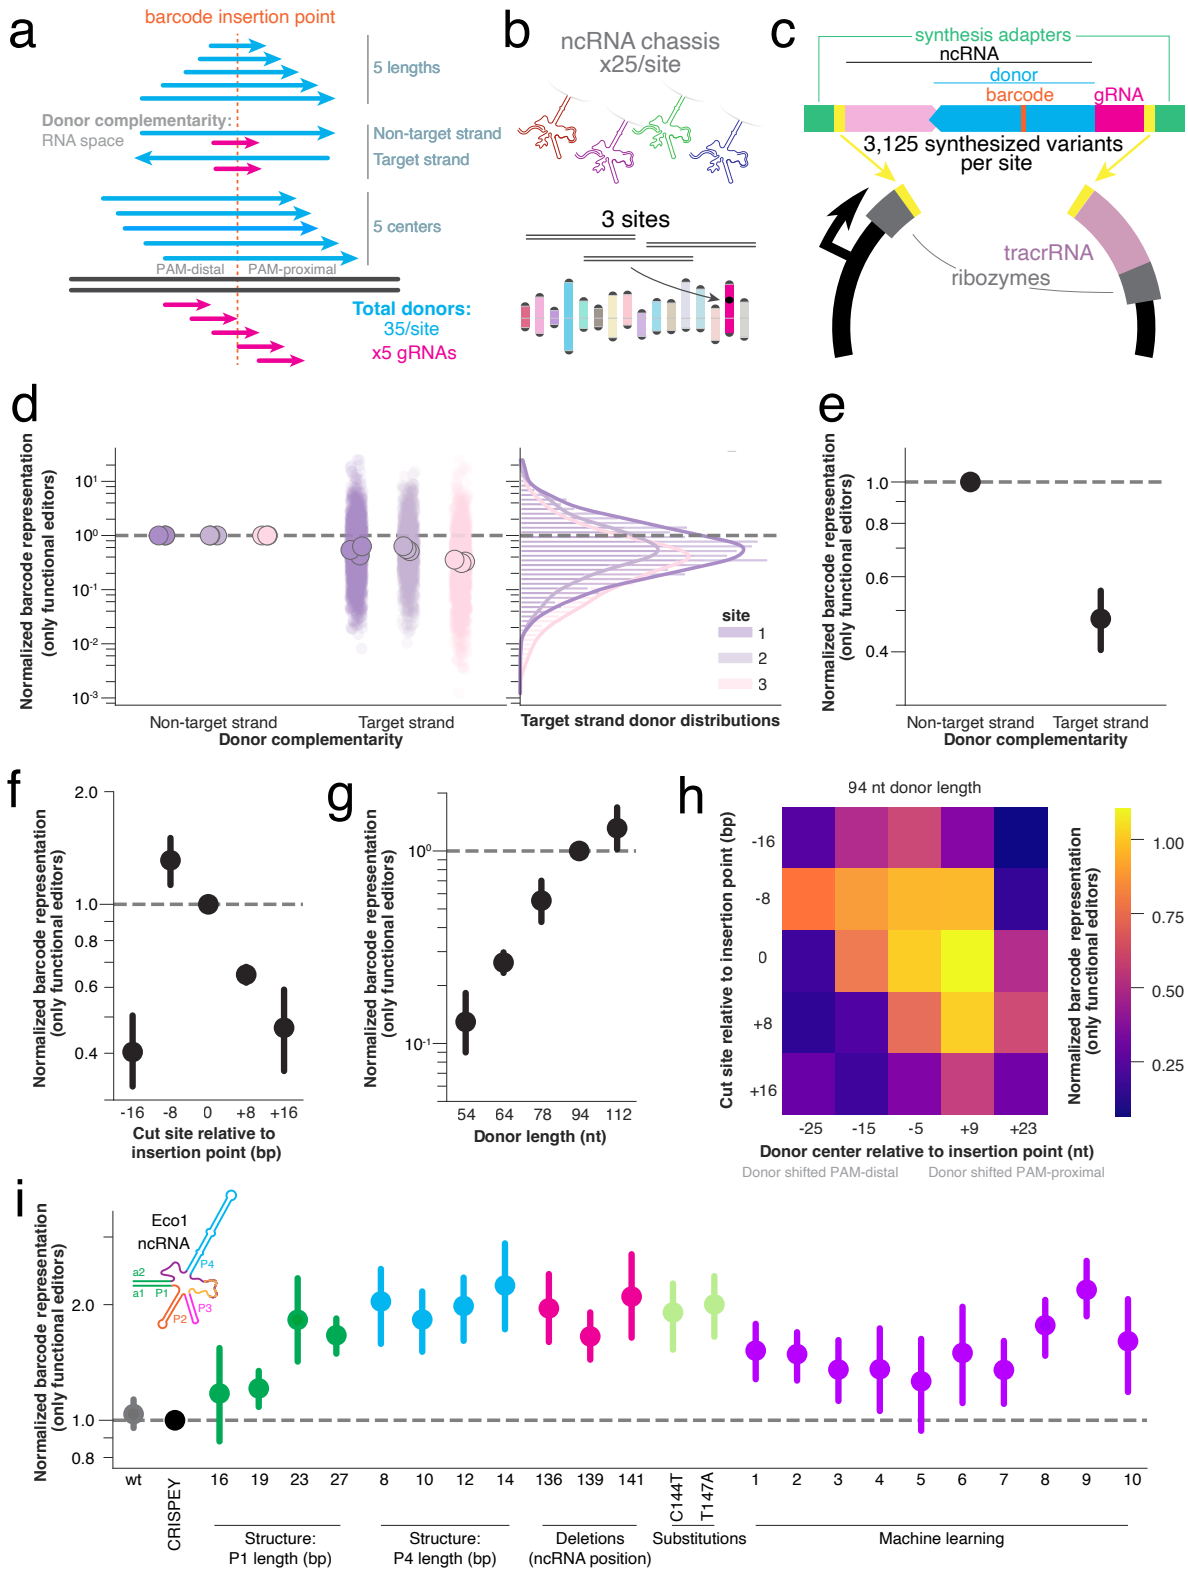 a
barcode insertion point
5 lengths
Donor complementarity:
RNA space
Non-target strand
Target strand
5 centers
PAM-distal
PAM-proximal
Total donors:
35/site
x5 gRNAs
b
ncRNA chassis
x25/site
3 sites
c
synthesis adapters
ncRNA
donor
barcode
gRNA
3,125 synthesized variants
per site
tracrRNA
ribozymes
d
Normalized barcode representation
(only functional editors)
10¹
10⁰
10⁻¹
10⁻²
10⁻³
Non-target strand
Target strand
Donor complementarity
site
1
2
3
Target strand donor distributions
e
Normalized barcode representation
(only functional editors)
1.0
0.8
0.6
0.4
Non-target strand
Target strand
Donor complementarity
f
Normalized barcode representation
(only functional editors)
2.0
1.0
0.8
0.6
0.4
-16 -8 0 +8 +16
Cut site relative to
insertion point (bp)
g
Normalized barcode representation
(only functional editors)
10⁰
10⁻¹
54 64 78 94 112
Donor length (nt)
h
94 nt donor length
Cut site relative to insertion point (bp)
-16
-8
0
+8
+16
-25 -15 -5 +9 +23
Donor center relative to insertion point (nt)
Donor shifted PAM-distal
Donor shifted PAM-proximal
1.00
0.75
0.50
0.25
Normalized barcode representation
(only functional editors)
i
Normalized barcode representation
(only functional editors)
2.0
1.0
0.8
Eco1
ncRNA
P4
a2
a1 P1
P2
P3
wt
CRISPEY
16 19 23 27
Structure:
P1 length (bp)
8 10 12 14
Structure:
P4 length (bp)
136 139 141
Deletions
(ncRNA position)
C144T
T147A
Substitutions
1 2 3 4 5 6 7 8 9 10
Machine learning